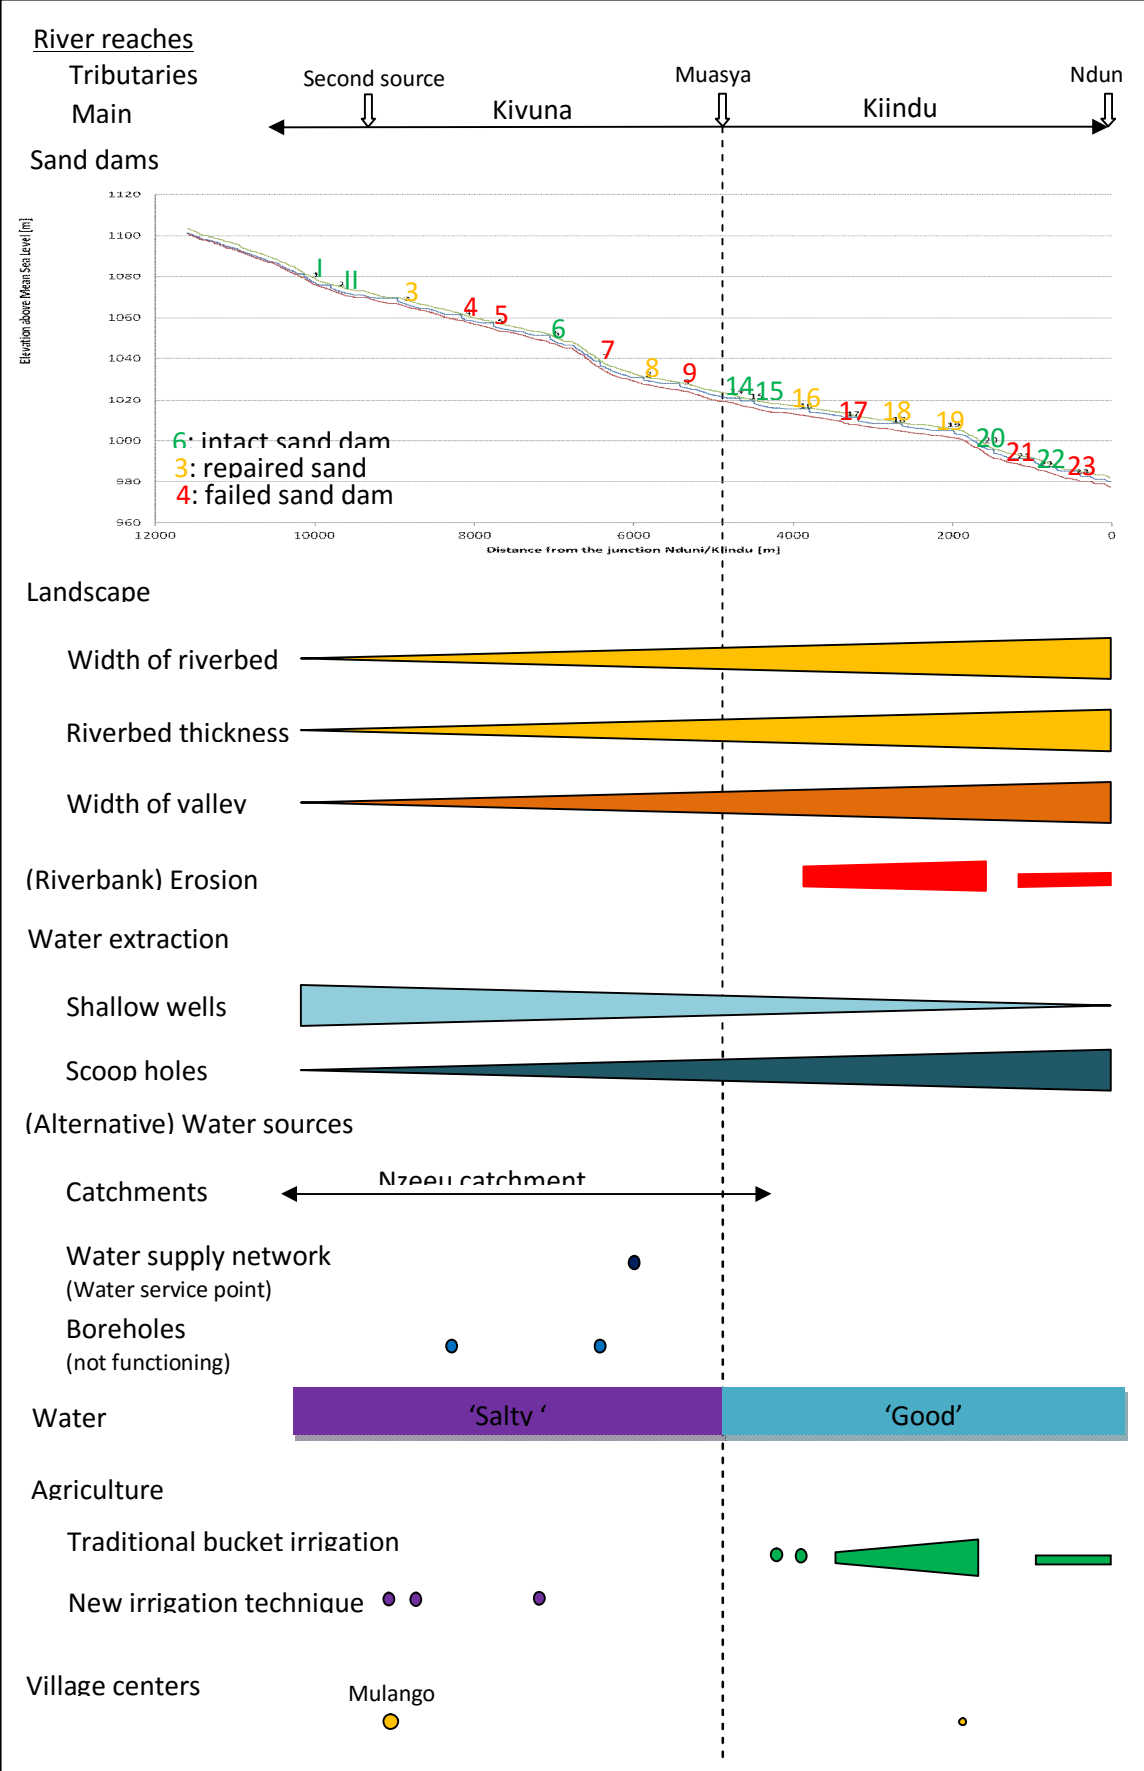 River reaches
Tributaries
Second source
Muasya
Ndun
Main
Kivuna
Kiindu
Sand dams
Elevation above Mean Sea Level [m]
1120
1100
1080
1060
1040
1020
1000
980
960
I
II
3
4
5
6
7
8
9
14
15
16
17
18
19
20
21
22
23
6: intact sand dam
3: repaired sand
4: failed sand dam
12000 10000 8000 6000 4000 2000 0
Distance from the junction Nduni/Kiindu [m]
Landscape
Width of riverbed
Riverbed thickness
Width of valley
(Riverbank) Erosion
Water extraction
Shallow wells
Scoop holes
(Alternative) Water sources
Catchments
Nzeeu catchment
Water supply network
(Water service point)
Boreholes
(not functioning)
Water
‘Salty ‘
‘Good’
Agriculture
Traditional bucket irrigation
New irrigation technique
Village centers
Mulango